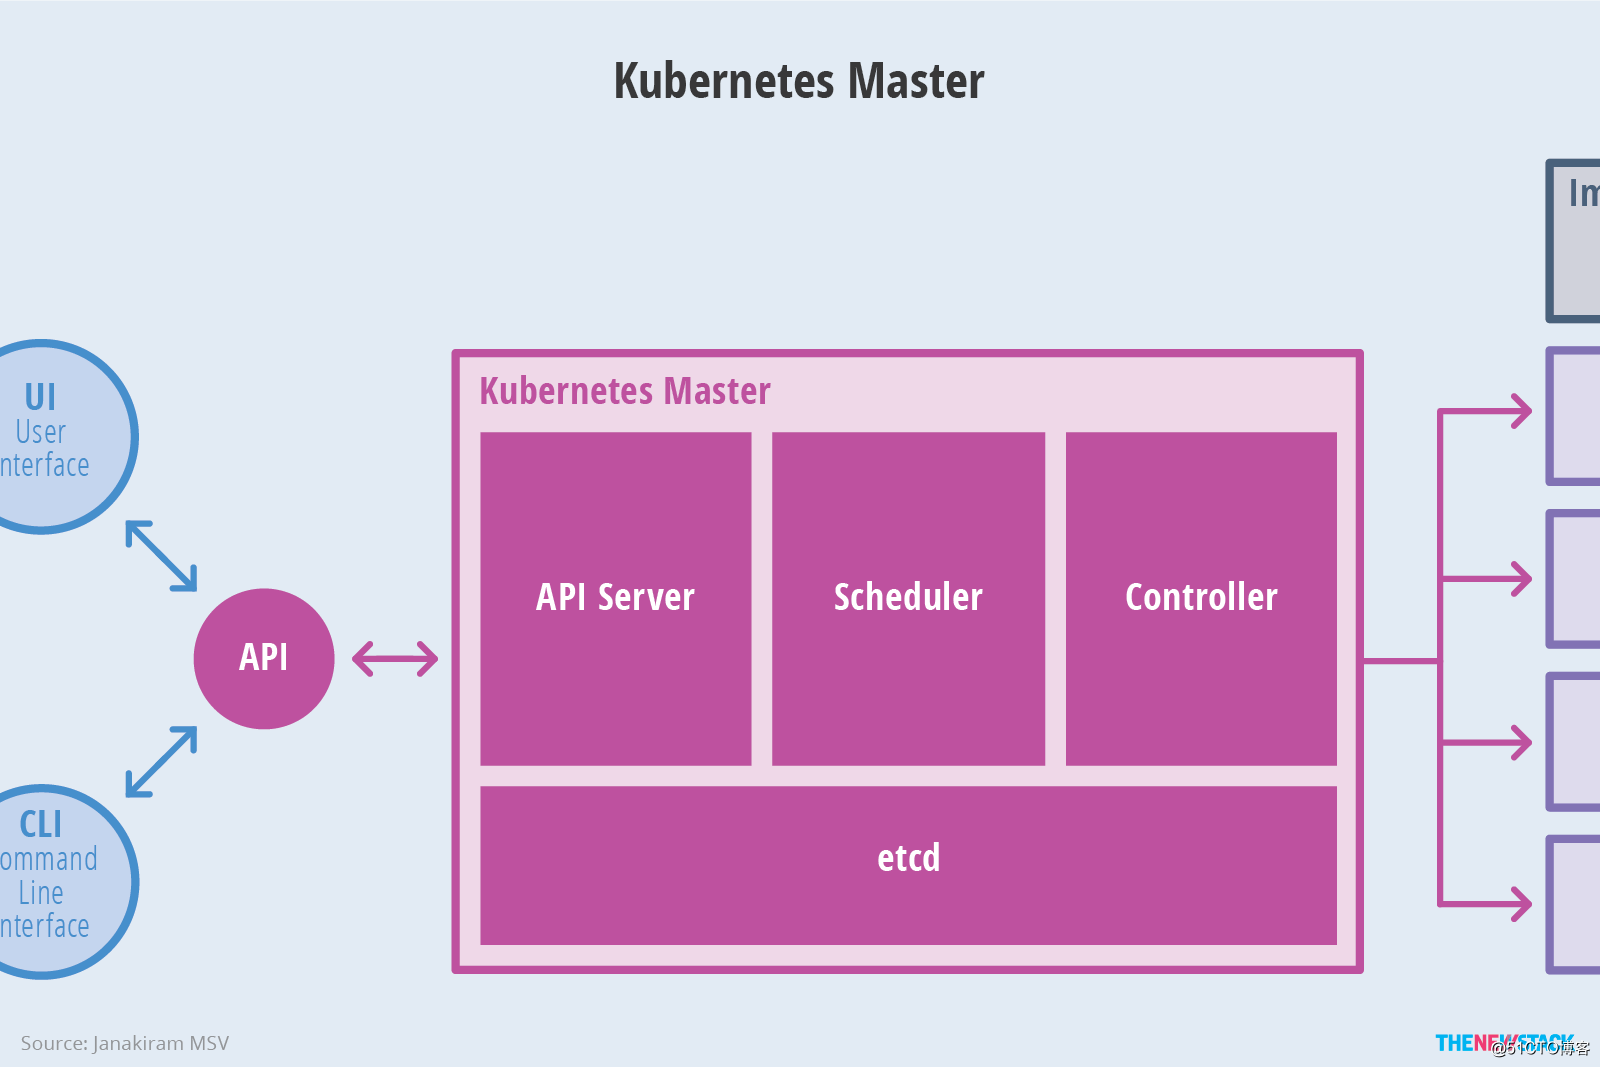 Kubernetes Master
Im
UI
User
nterface
Kubernetes Master
API Server
Scheduler
Controller
API
etcd
CLI
ommand
Line
nterface
Source: Janakiram MSV
THENEWSTACK
@51CTO博客